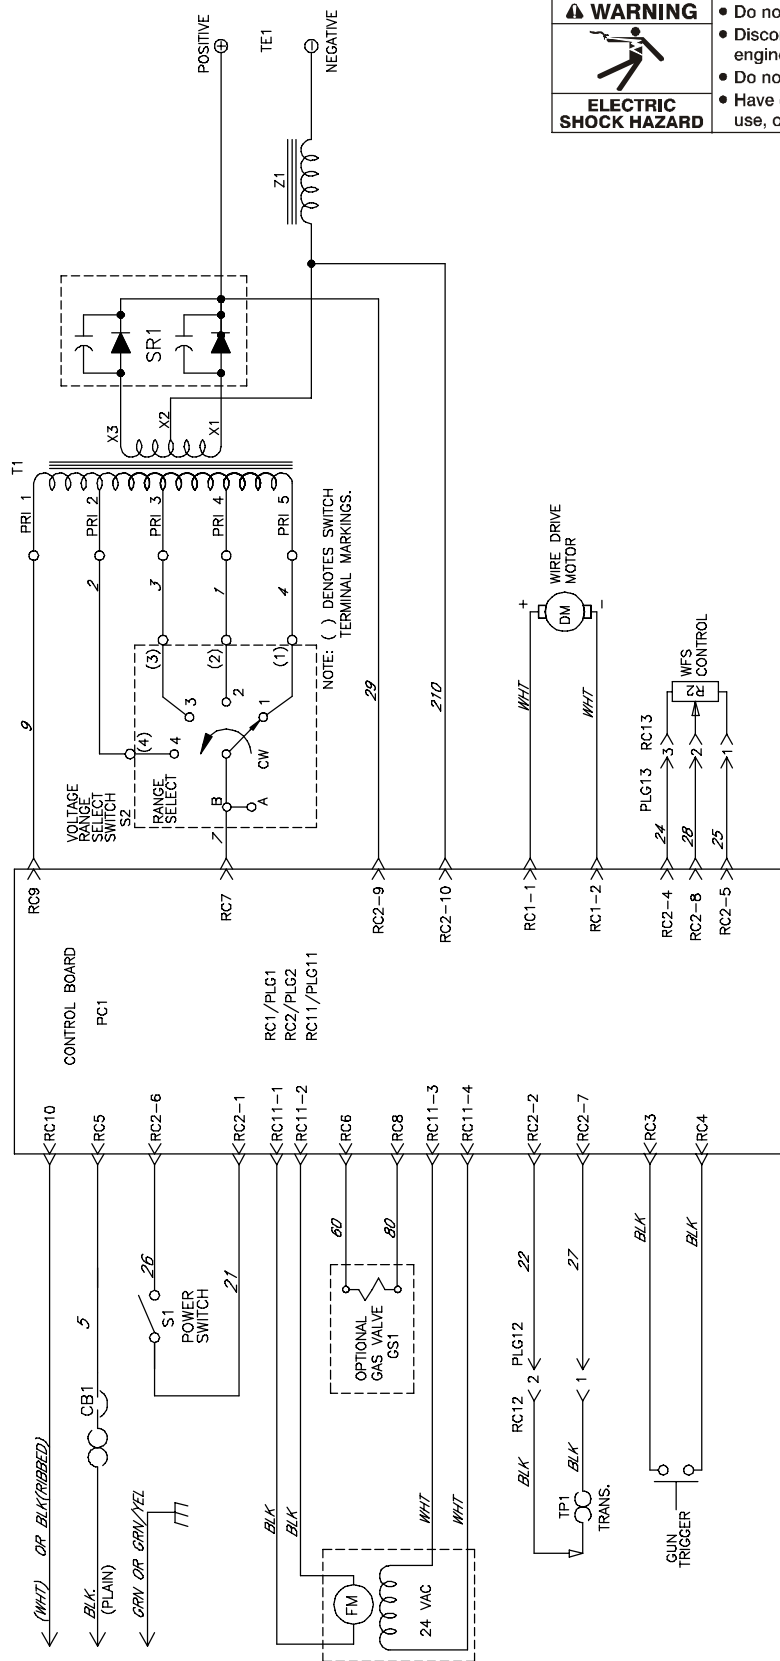 WARNING
ELECTRIC
SHOCK HAZARD
• Do no
• Disco
engine
• Do no
• Have
use, c
POSITIVE
TE1
NEGATIVE
Z1
SR1
X3
X2
X1
T1
PRI 1
PRI 2
PRI 3
PRI 4
PRI 5
9
2
3
1
4
(3)
(2)
(1)
(4)
NOTE: ( ) DENOTES SWITCH
TERMINAL MARKINGS.
VOLTAGE
RANGE
SELECT
SWITCH
S2
RANGE
SELECT
4
3
2
1
CW
B
A
7
29
210
WIRE DRIVE
MOTOR
DM
+
-
WHT
WHT
WFS
CONTROL
R2
RC13
PLG13
3
2
1
24
28
25
RC9
RC7
RC2-9
RC2-10
RC1-1
RC1-2
RC2-4
RC2-8
RC2-5
CONTROL BOARD
PC1
RC1/PLG1
RC2/PLG2
RC11/PLG11
RC10
RC5
RC2-6
RC2-1
RC11-1
RC11-2
RC6
RC8
RC11-3
RC11-4
RC2-2
RC2-7
RC3
RC4
(WHT) OR BLK(RIBBED)
BLK.
(PLAIN)
CB1
5
GRN OR GRN/YEL
26
S1
POWER
SWITCH
21
BLK
BLK
FM
24 VAC
WHT
WHT
OPTIONAL
GAS VALVE
GS1
60
80
22
27
PLG12
RC12
2
1
BLK
BLK
TP1
TRANS.
BLK
BLK
GUN
TRIGGER